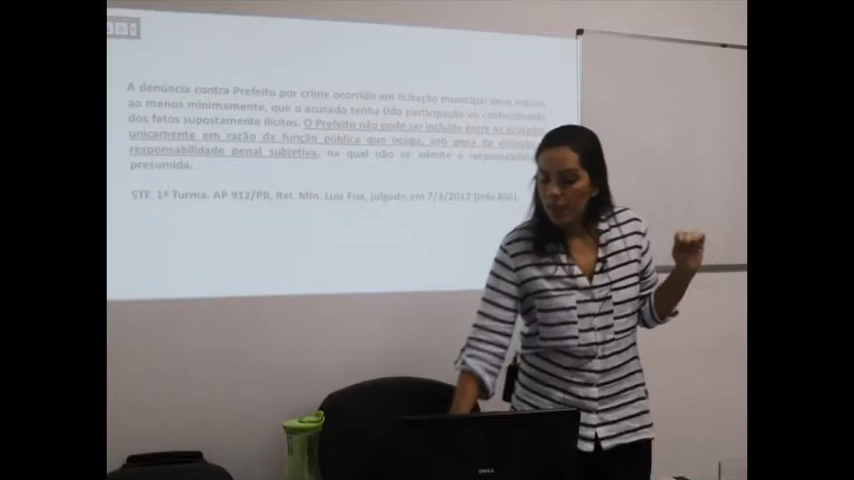 A denúncia contra Prefeito por crime ocorrido em licitação municipal deve indicar,
ao menos minimamente, que o acusado tenha tido participação ou conhecimento
dos fatos supostamente ilícitos. O Prefeito não pode ser incluído entre os acusados
unicamente em razão da função pública que ocupa, sob pena de violação
responsabilidade penal subjetiva, na qual não se admite a responsabilidade
presumida.
STF. 1ª Turma. AP 912/PB, Rel. Min. Luiz Fux, julgado em 7/3/2017 (Info 856).
DELL